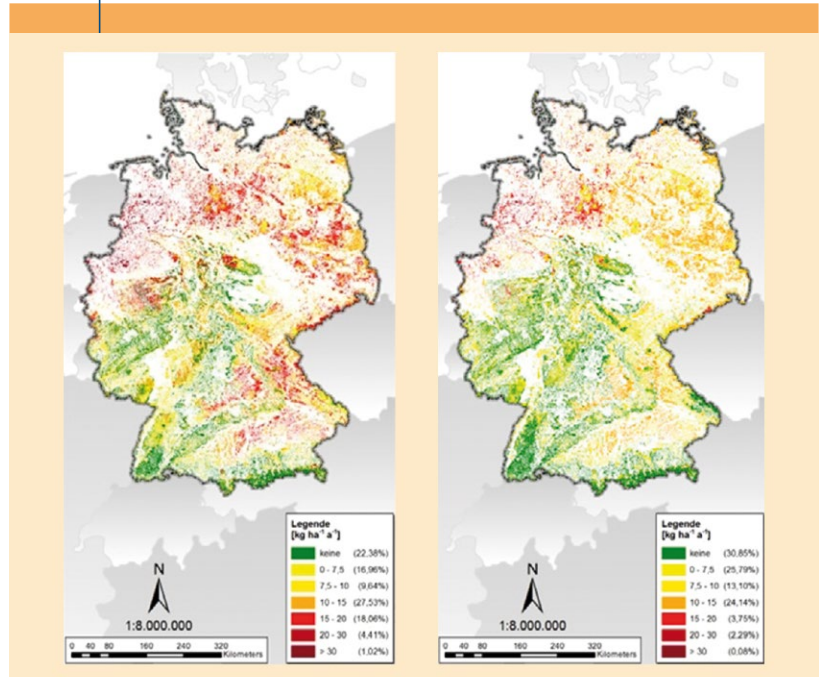 Legende
[kg ha⁻¹ a⁻¹]
keine (22,38%)
0 - 7,5 (16,96%)
7,5 - 10 (9,64%)
10 - 15 (27,53%)
15 - 20 (18,06%)
20 - 30 (4,41%)
> 30 (1,02%)
N
1:8.000.000
0 40 80 160 240 320
Kilometers
Legende
[kg ha⁻¹ a⁻¹]
keine (30,85%)
0 - 7,5 (25,79%)
7,5 - 10 (13,10%)
10 - 15 (24,14%)
15 - 20 (3,75%)
20 - 30 (2,29%)
> 30 (0,08%)
N
1:8.000.000
0 40 80 160 240 320
Kilometers